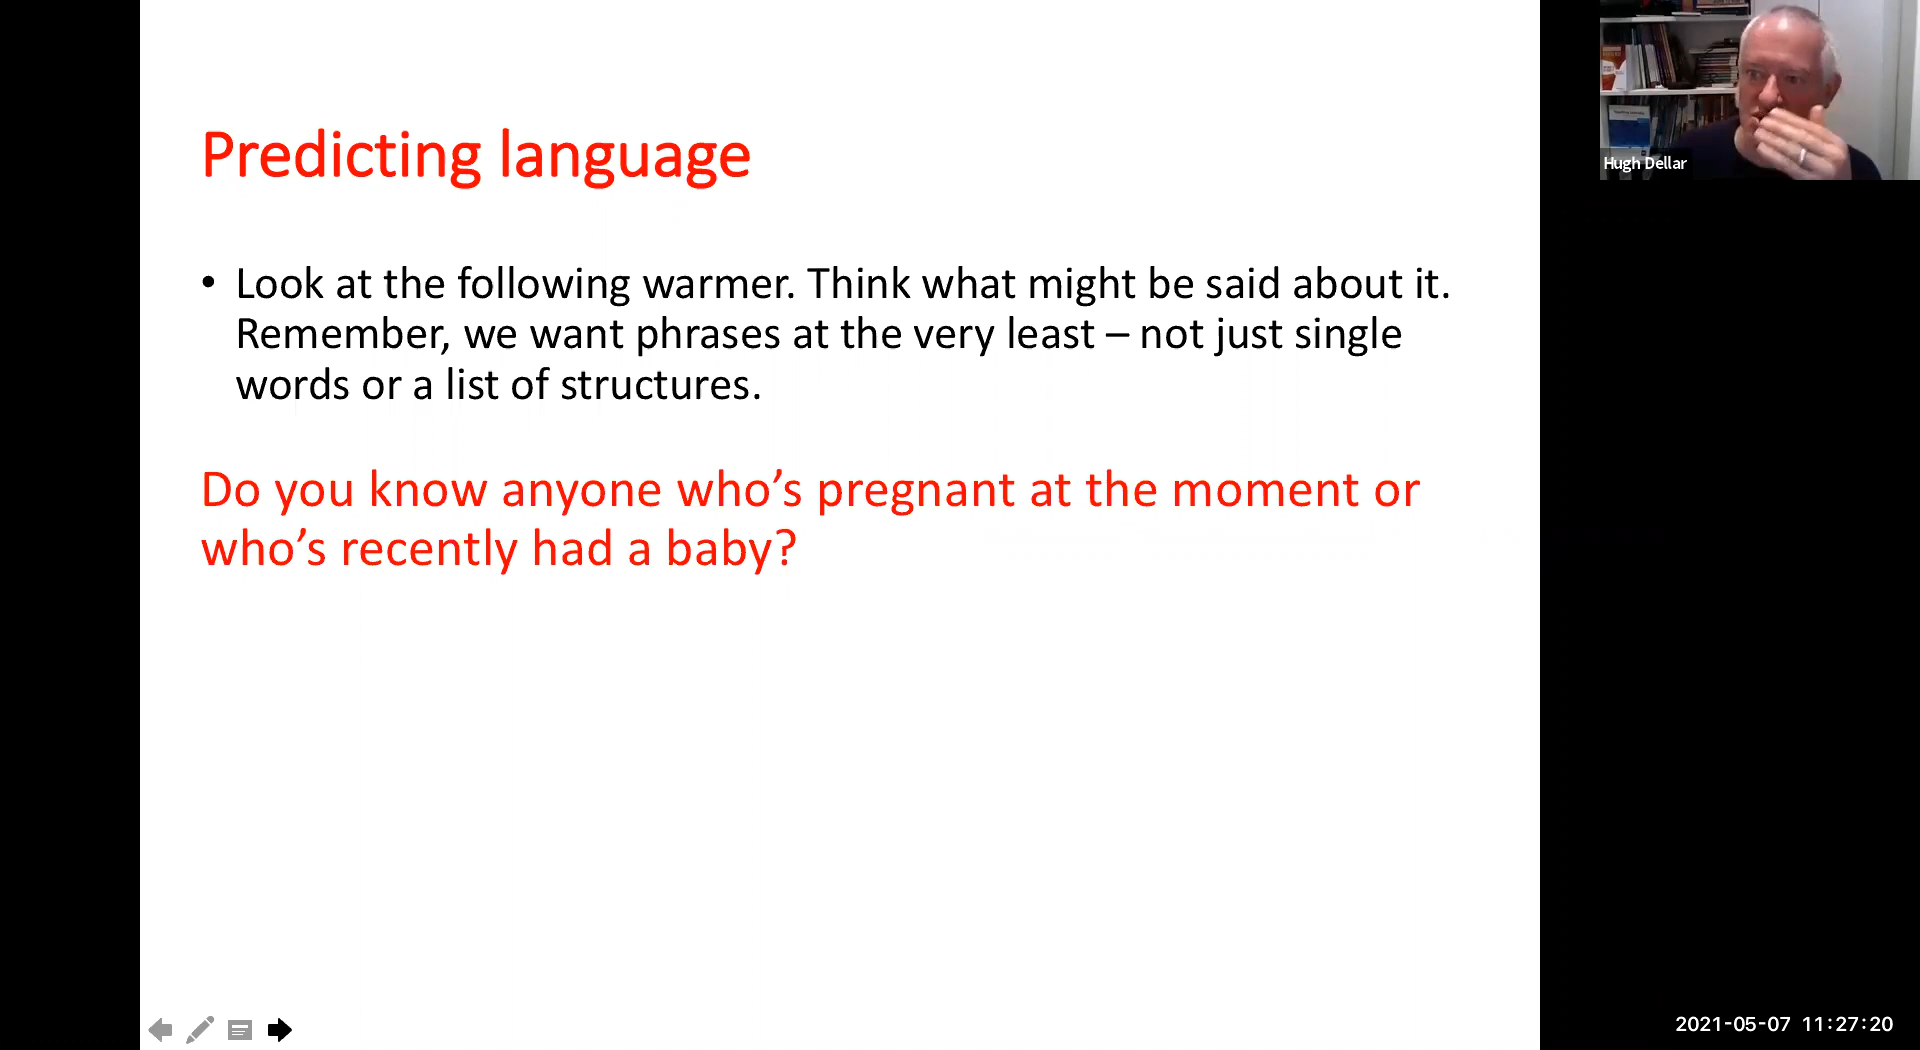 Predicting language
• Look at the following warmer. Think what might be said about it.
Remember, we want phrases at the very least – not just single
words or a list of structures.
Do you know anyone who’s pregnant at the moment or
who’s recently had a baby?
Hugh Dellar
2021-05-07 11:27:20